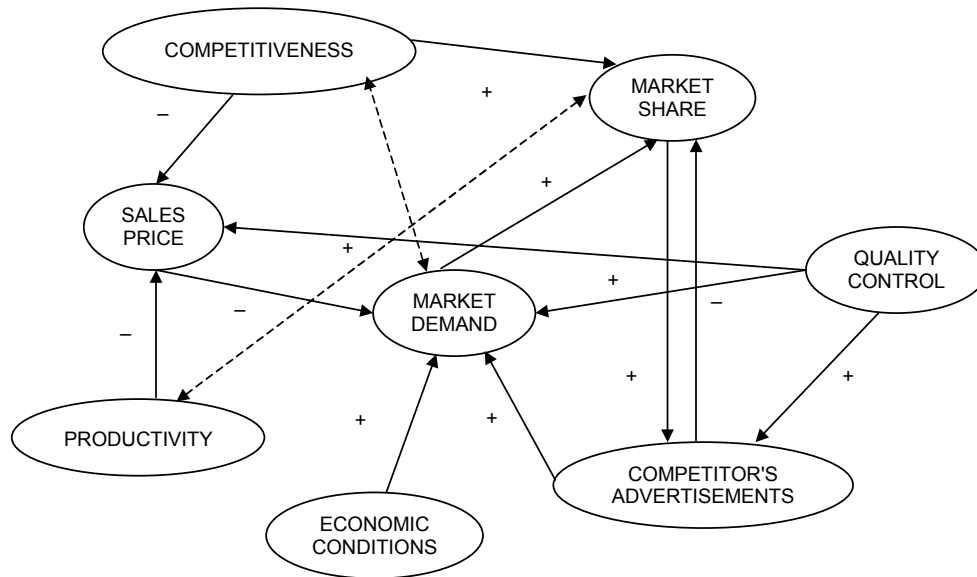 COMPETITIVENESS
MARKET
SHARE
–
+
+
SALES
PRICE
+
QUALITY
CONTROL
+
MARKET
DEMAND
–
–
–
+
+
PRODUCTIVITY
+
+
COMPETITOR'S
ADVERTISEMENTS
ECONOMIC
CONDITIONS